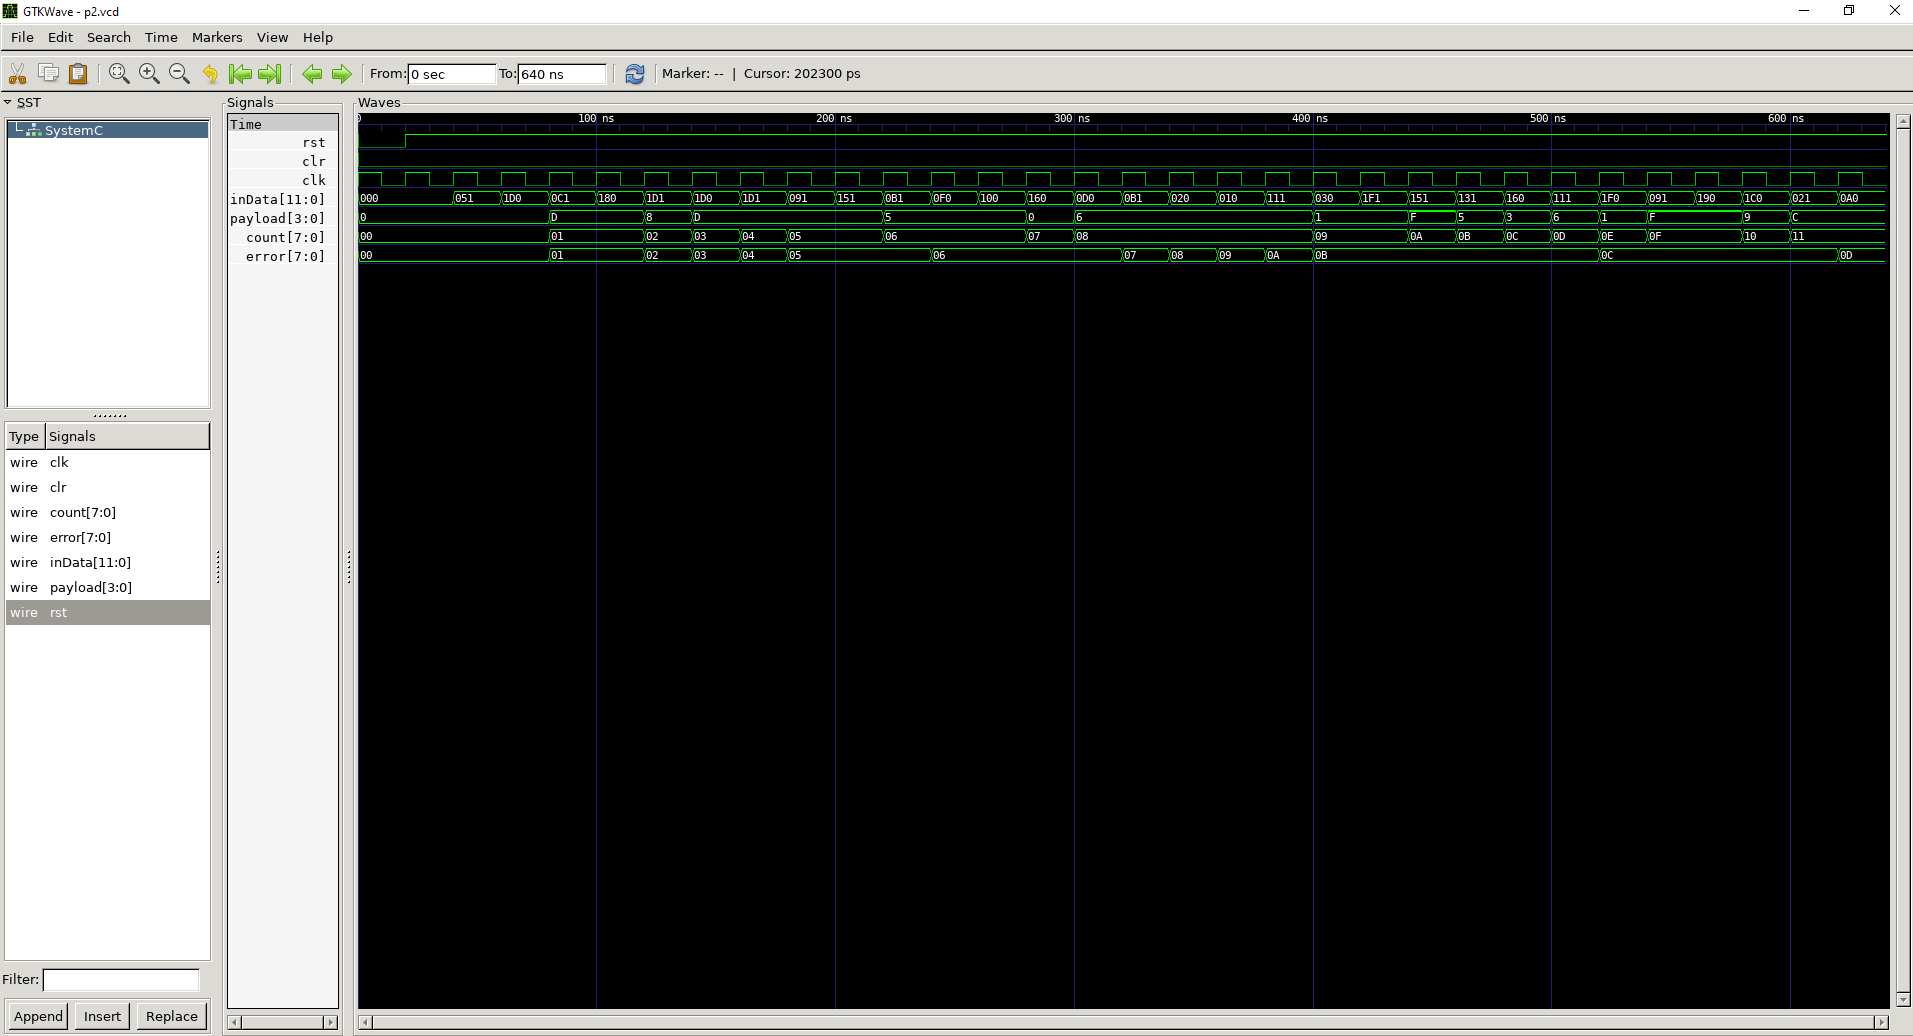 GTKWave - p2.vcd
File Edit Search Time Markers View Help
From: 0 sec To: 640 ns Marker: -- | Cursor: 202300 ps
SST
SystemC
Type Signals
wire clk
wire clr
wire count[7:0]
wire error[7:0]
wire inData[11:0]
wire payload[3:0]
wire rst
Filter:
Append Insert Replace
Signals
Time
rst
clr
clk
inData[11:0]
payload[3:0]
count[7:0]
error[7:0]
Waves
0 100 ns 200 ns 300 ns 400 ns 500 ns 600 ns
000 051 1D0 0C1 180 1D1 1D0 1D1 091 151 0B1 0F0 100 160 0D0 0B1 020 010 111 030 1F1 151 131 160 111 1F0 091 190 1C0 021 0A0
0 D 8 D 5 0 6 1 F 5 3 6 1 F 9 C
00 01 02 03 04 05 06 07 08 09 0A 0B 0C 0D 0E 0F 10 11
00 01 02 03 04 05 06 07 08 09 0A 0B 0C 0D